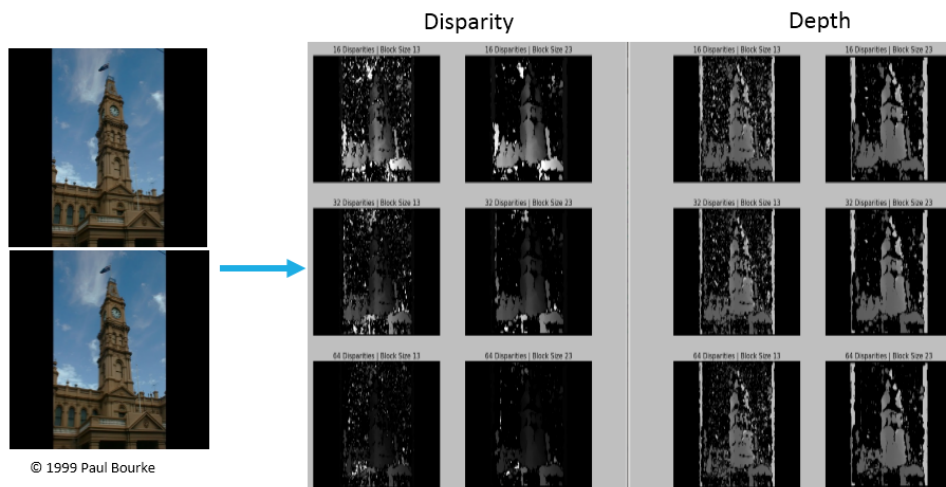 Disparity
Depth
16 Disparities | Block Size 13
16 Disparities | Block Size 23
16 Disparities | Block Size 13
16 Disparities | Block Size 23
32 Disparities | Block Size 13
32 Disparities | Block Size 23
32 Disparities | Block Size 13
32 Disparities | Block Size 23
64 Disparities | Block Size 13
64 Disparities | Block Size 23
64 Disparities | Block Size 13
64 Disparities | Block Size 23
© 1999 Paul Bourke